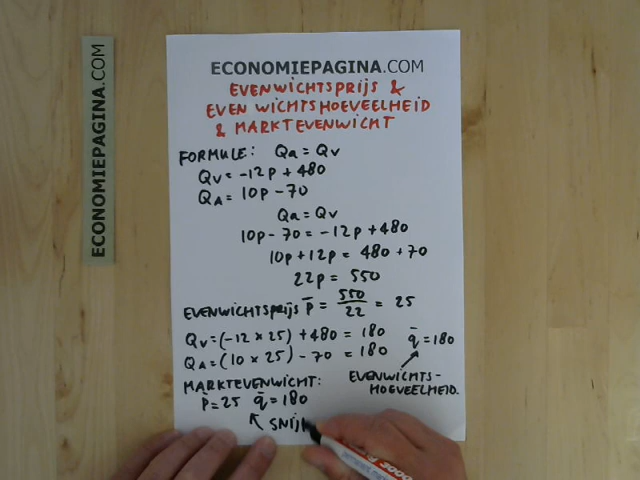 ECONOMIEPAGINA.COM
ECONOMIEPAGINA.COM
EVENWICHTSPRIJS &
EVENWICHTSHOEVEELHEID
& MARKTEVENWICHT
FORMULE: Qa = Qv
Qv = -12p + 480
QA = 10p - 70
Qa = Qv
10p - 70 = -12p + 480
10p + 12p = 480 + 70
22p = 550
EVENWICHTSPRIJS p̄ = 550/22 = 25
Qv = (-12 x 25) + 480 = 180
q̄ = 180
QA = (10 x 25) - 70 = 180
EVENWICHTS-
HOEVEELHEID.
MARKTEVENWICHT:
p̄ = 25 q̄ = 180
SNIJ